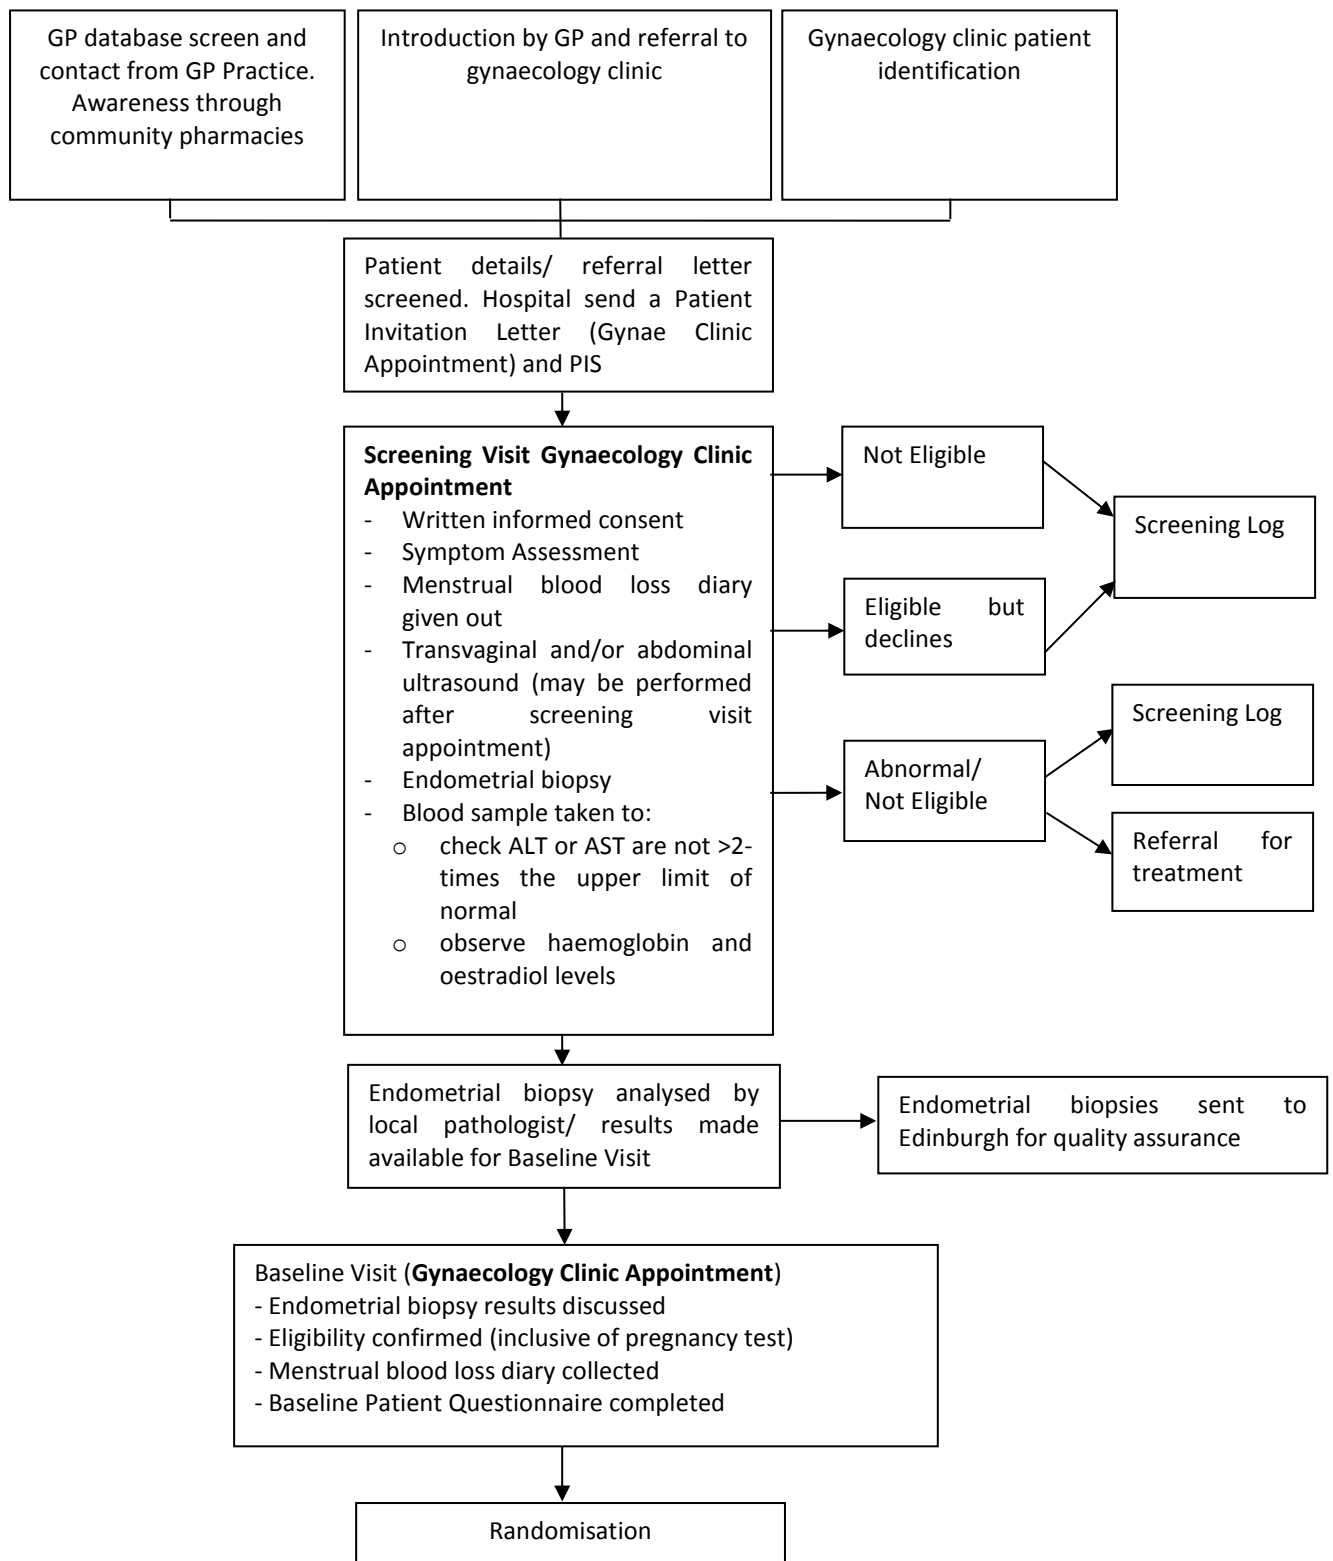 GP database screen and
contact from GP Practice.
Awareness through
community pharmacies
Introduction by GP and referral to
gynaecology clinic
Gynaecology clinic patient
identification
Patient details/ referral letter
screened. Hospital send a Patient
Invitation Letter (Gynae Clinic
Appointment) and PIS
Screening Visit Gynaecology Clinic
Appointment
- Written informed consent
- Symptom Assessment
- Menstrual blood loss diary
given out
- Transvaginal and/or abdominal
ultrasound (may be performed
after screening visit
appointment)
- Endometrial biopsy
- Blood sample taken to:
o check ALT or AST are not >2-
times the upper limit of
normal
o observe haemoglobin and
oestradiol levels
Not Eligible
Screening Log
Eligible but
declines
Screening Log
Abnormal/
Not Eligible
Referral for
treatment
Endometrial biopsy analysed by
local pathologist/ results made
available for Baseline Visit
Endometrial biopsies sent to
Edinburgh for quality assurance
Baseline Visit (Gynaecology Clinic Appointment)
- Endometrial biopsy results discussed
- Eligibility confirmed (inclusive of pregnancy test)
- Menstrual blood loss diary collected
- Baseline Patient Questionnaire completed
Randomisation